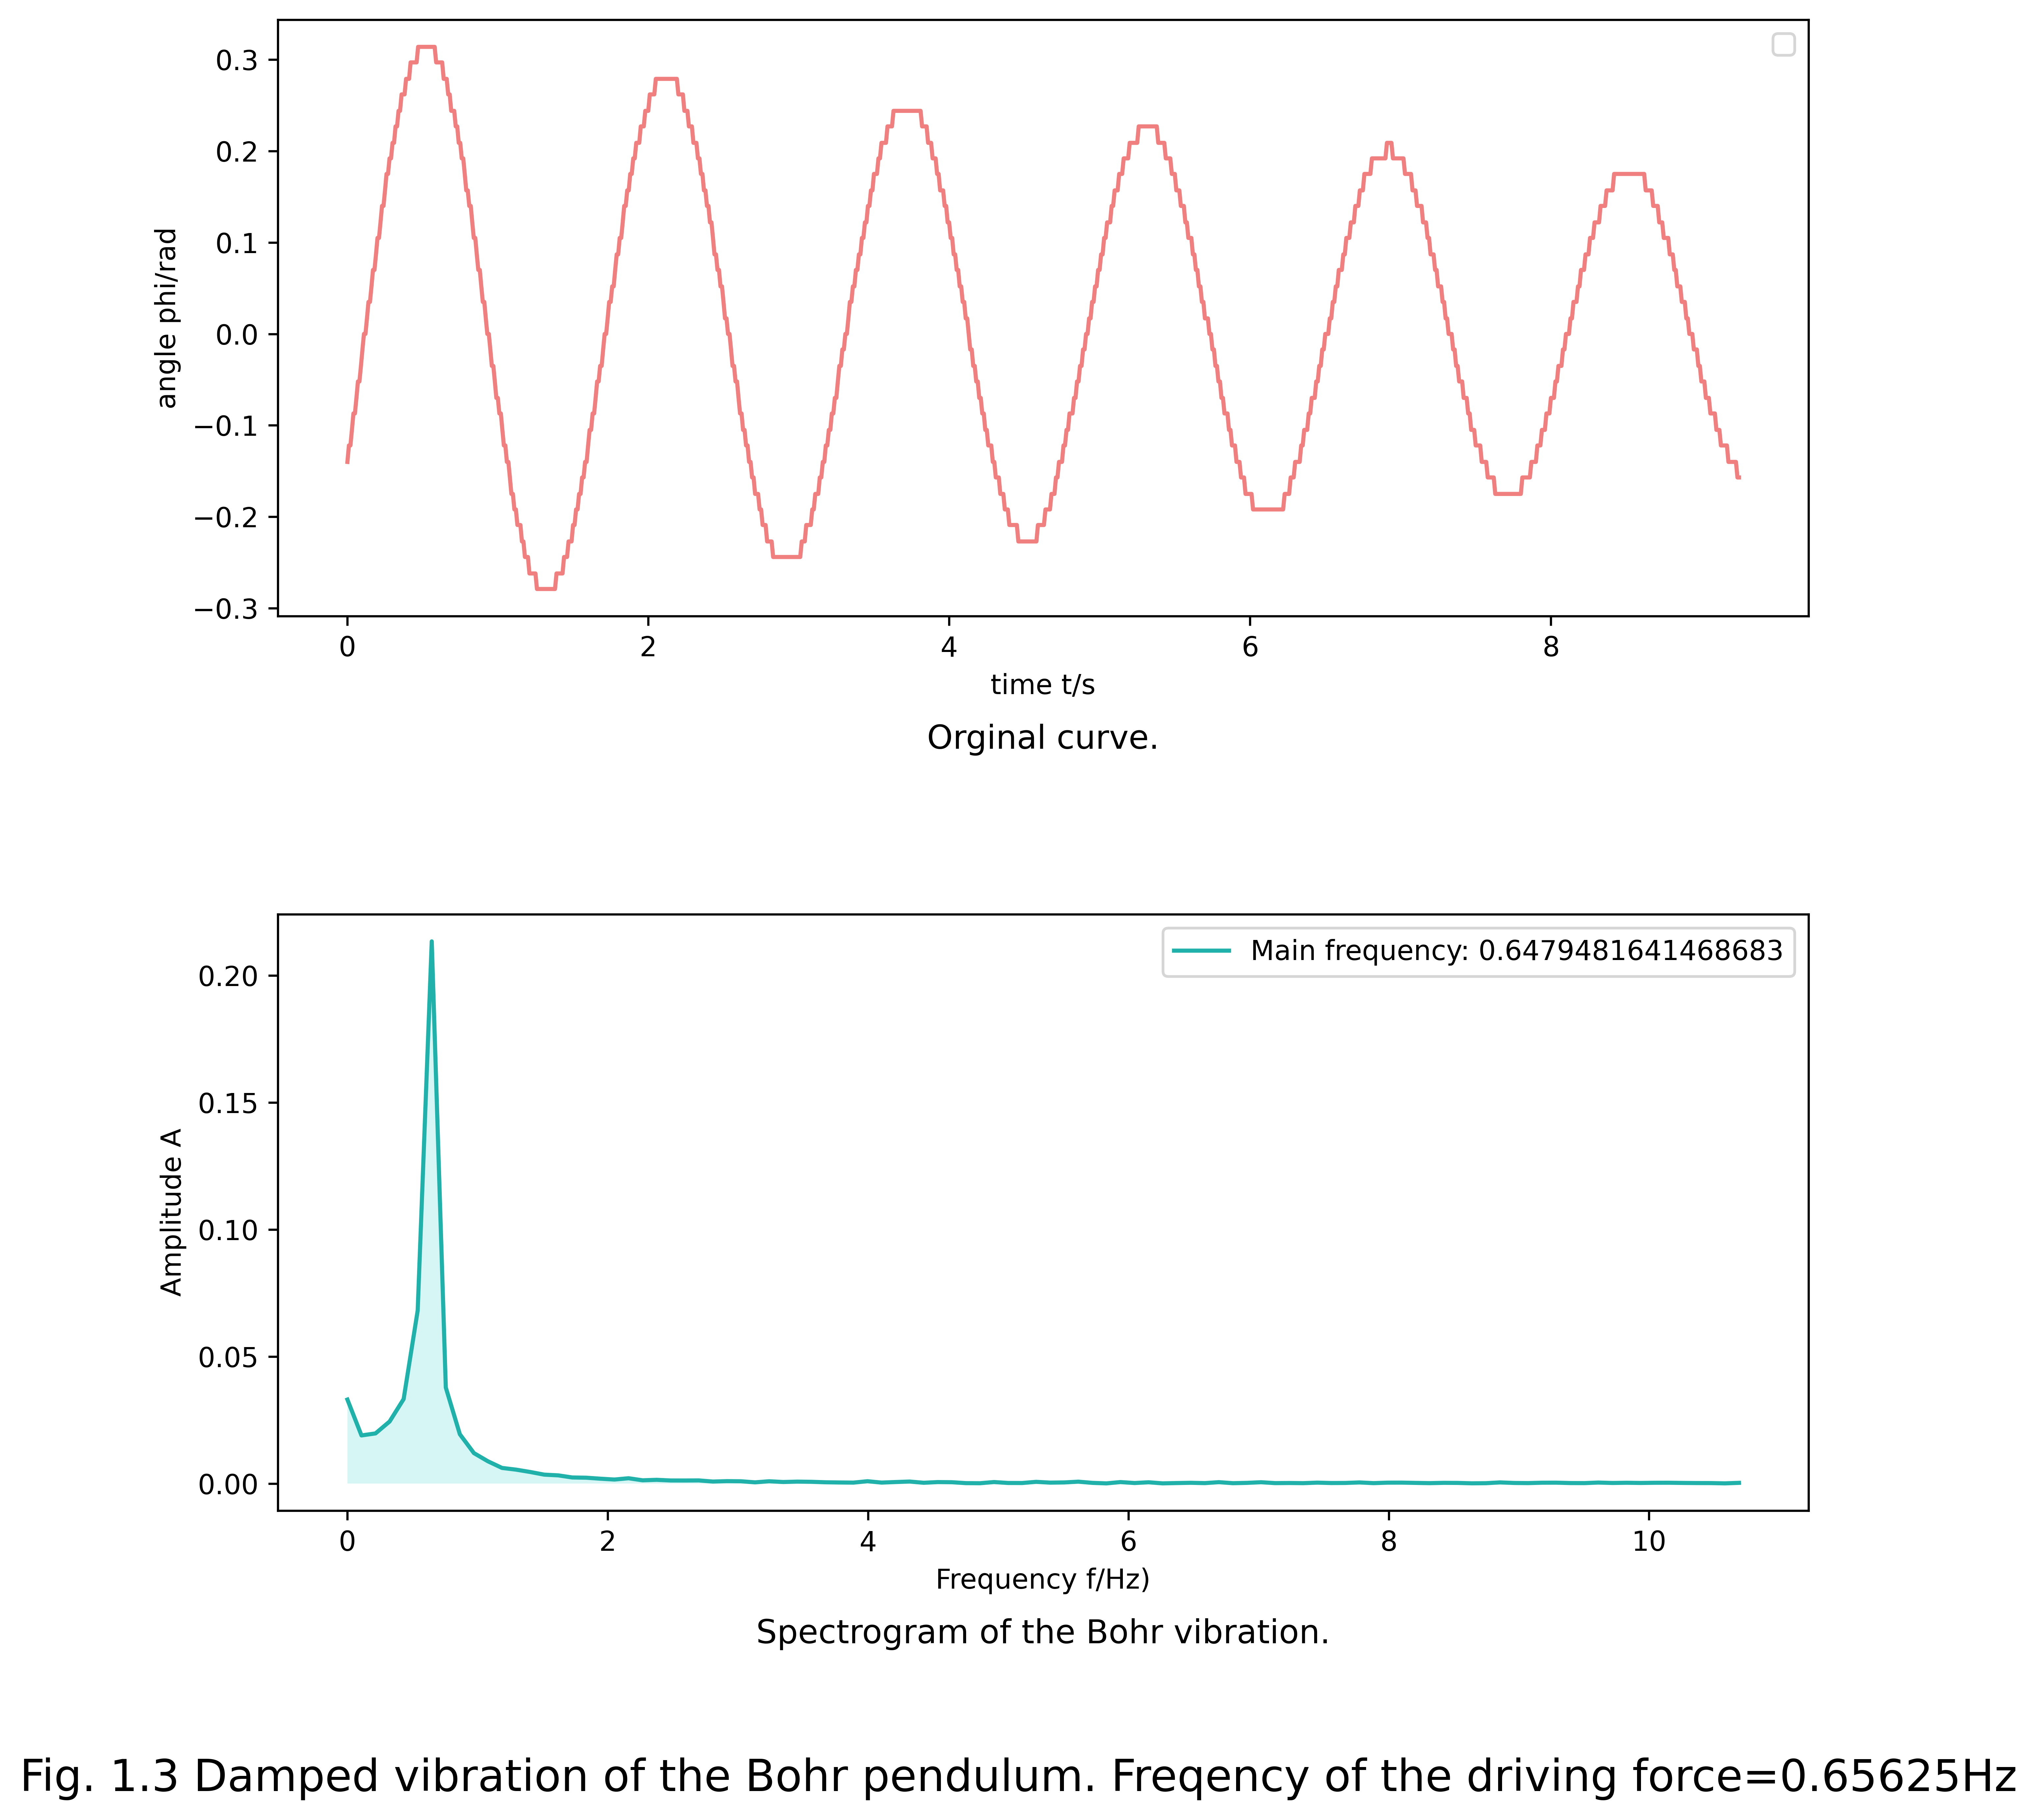 0.3
0.2
0.1
0.0
−0.1
−0.2
−0.3
angle phi/rad
0 2 4 6 8
time t/s
Orginal curve.
Main frequency: 0.6479481641468683
0.20
0.15
0.10
0.05
0.00
Amplitude A
0 2 4 6 8 10
Frequency f/Hz)
Spectrogram of the Bohr vibration.
Fig. 1.3 Damped vibration of the Bohr pendulum. Freqency of the driving force=0.65625Hz